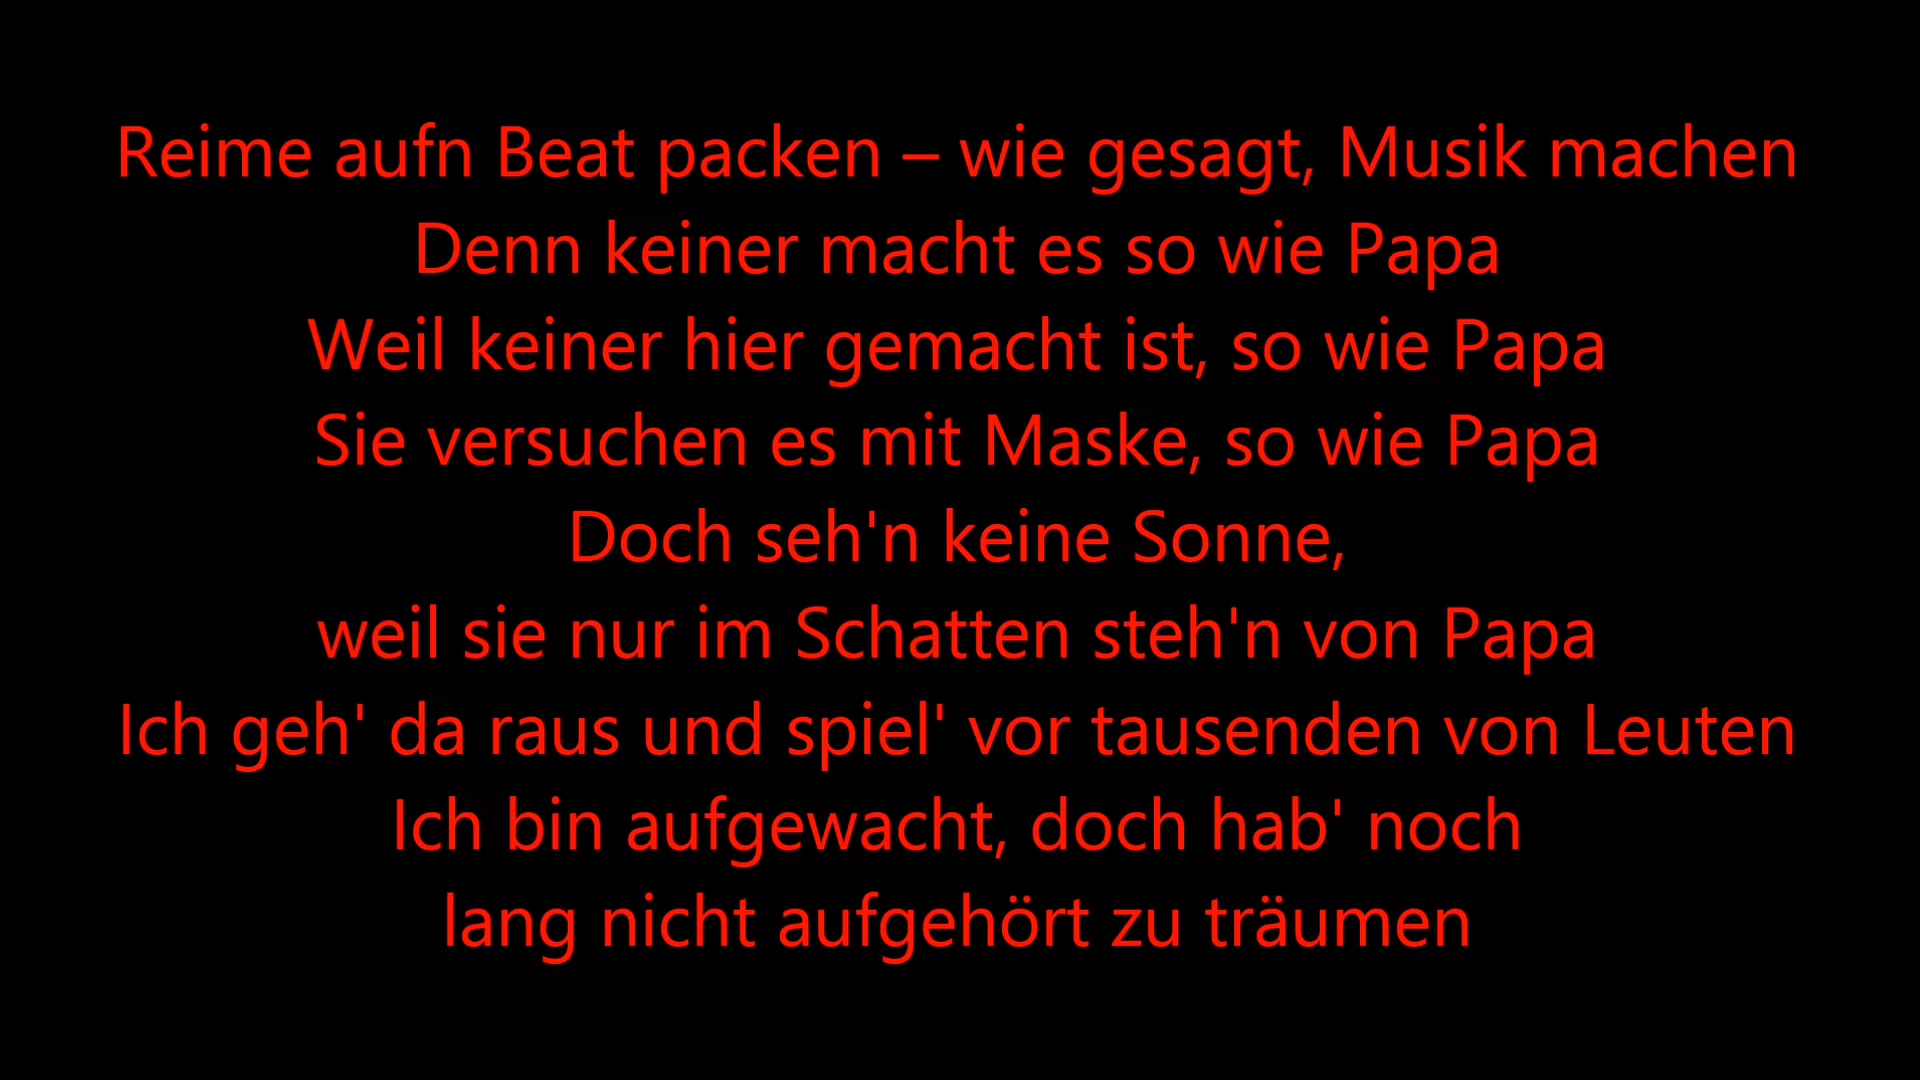 Reime aufn Beat packen – wie gesagt, Musik machen
Denn keiner macht es so wie Papa
Weil keiner hier gemacht ist, so wie Papa
Sie versuchen es mit Maske, so wie Papa
Doch seh'n keine Sonne,
weil sie nur im Schatten steh'n von Papa
Ich geh' da raus und spiel' vor tausenden von Leuten
Ich bin aufgewacht, doch hab' noch
lang nicht aufgehört zu träumen